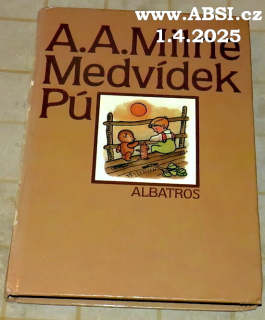 www.ABSI.cz
1.4.2025
A.A.Milne
Medvídek
Pú
ALBATROS